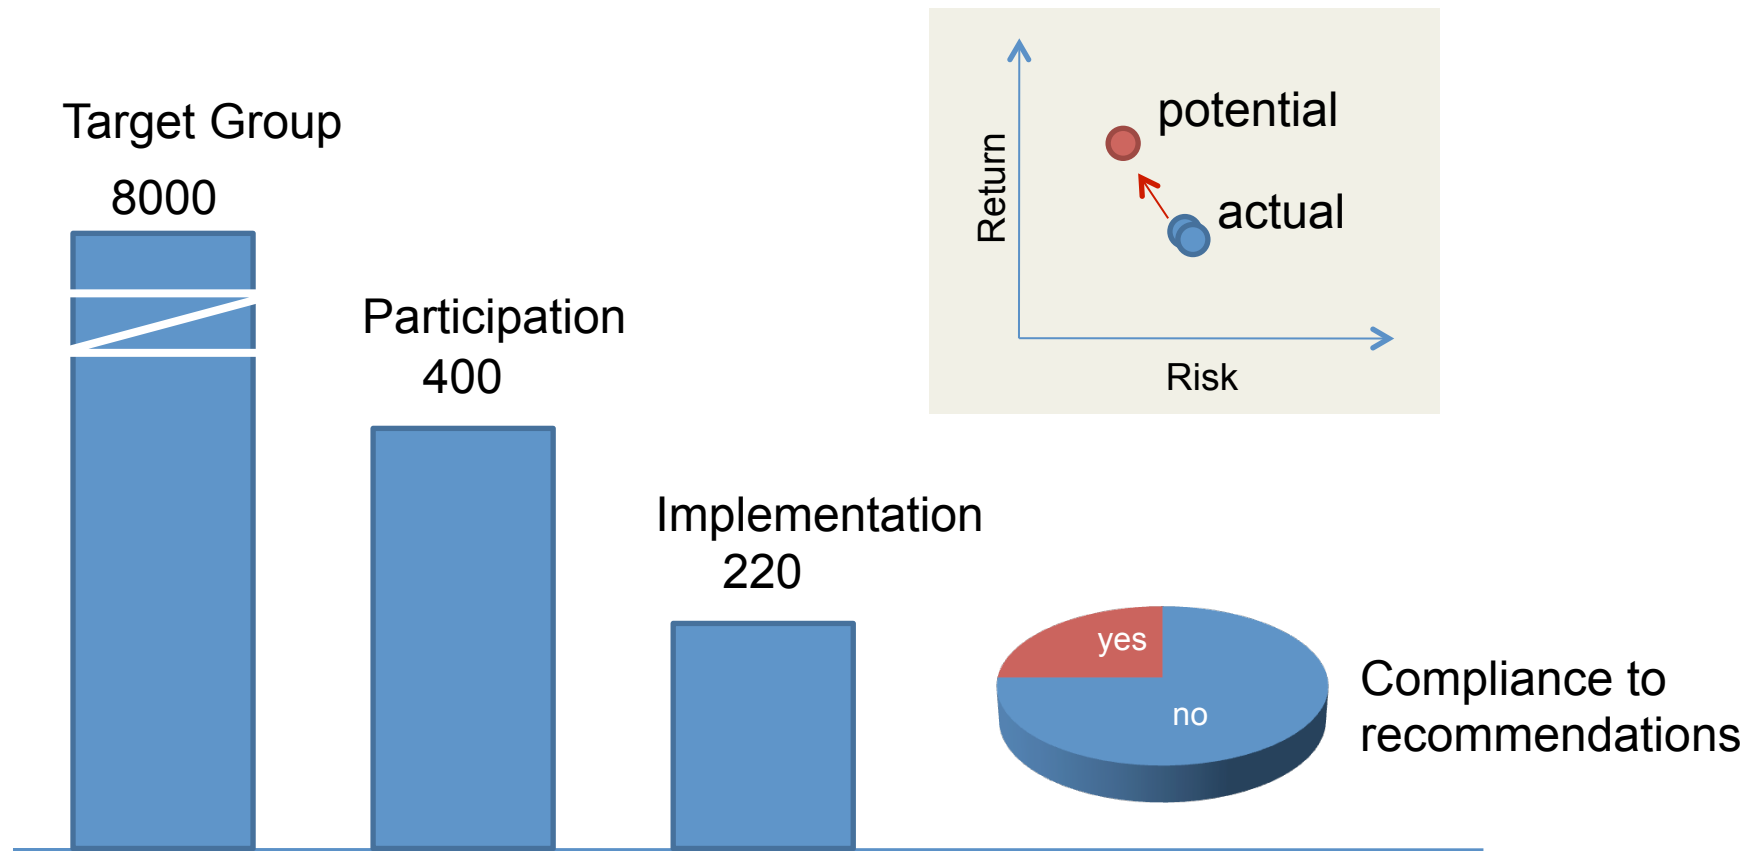 Target Group
8000
Participation
400
Implementation
220
potential
actual
Return
Risk
yes
no
Compliance to
recommendations